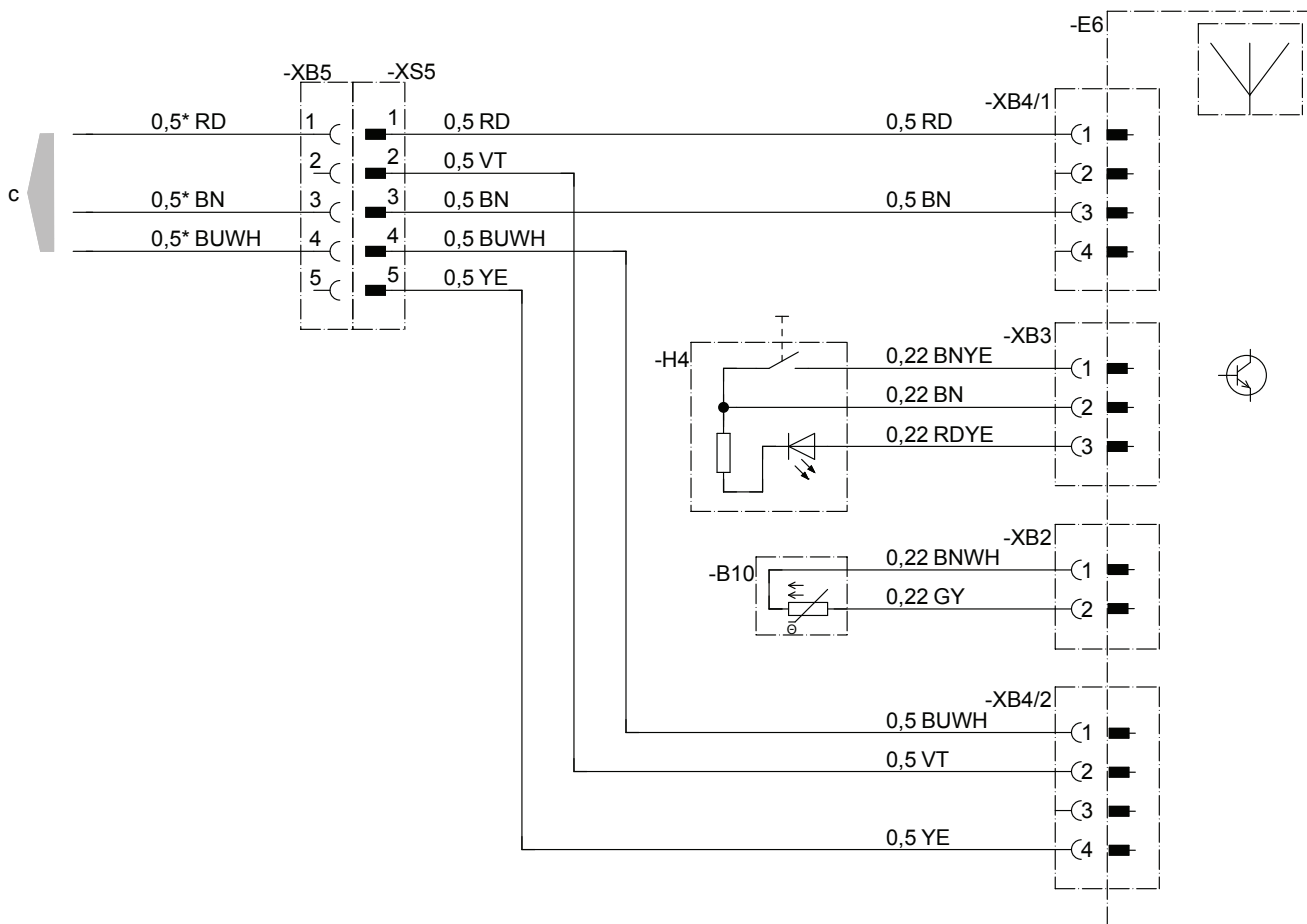 -E6
-XB5 -XS5
-XB4/1
0,5* RD 1 1 0,5 RD 0,5 RD 1
2 2 0,5 VT 2
c
0,5* BN 3 3 0,5 BN 0,5 BN 3
0,5* BUWH 4 4 0,5 BUWH 4
5 5 0,5 YE
-XB3
-H4
0,22 BNYE 1
0,22 BN 2
0,22 RDYE 3
-XB2
-B10
0,22 BNWH 1
0,22 GY 2
Θ
-XB4/2
0,5 BUWH 1
0,5 VT 2
3
0,5 YE 4